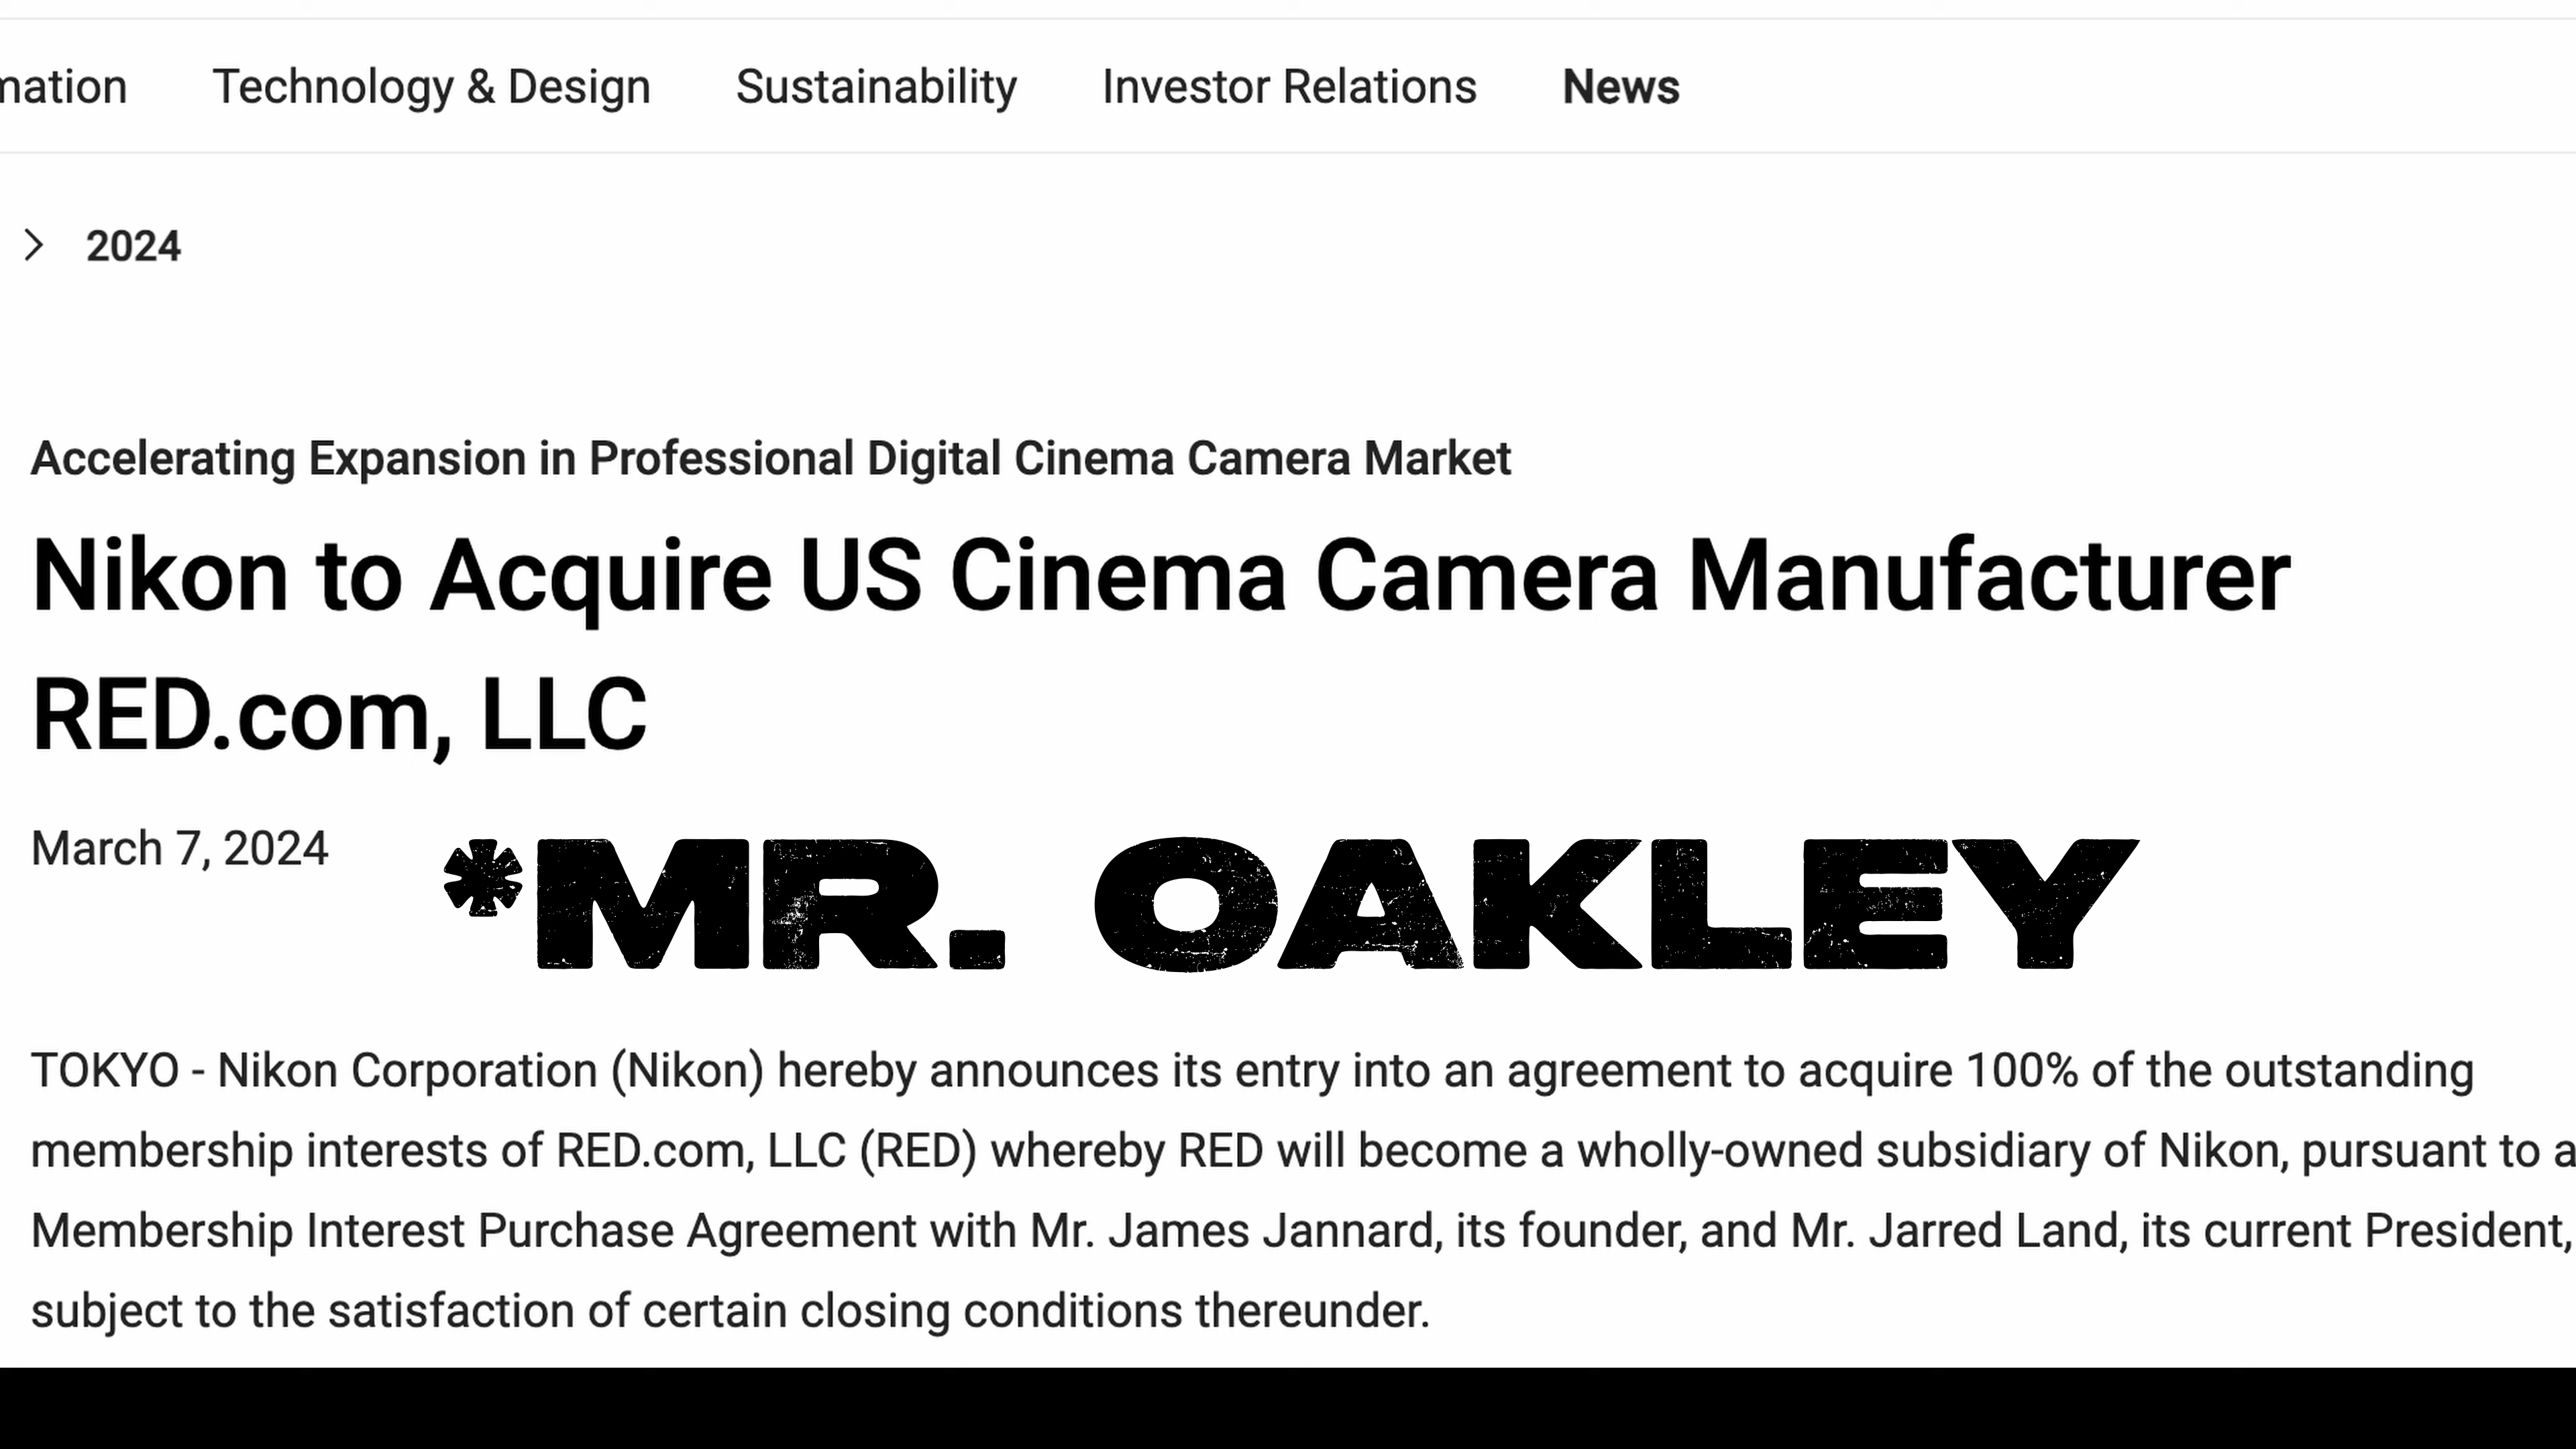 Technology & Design Sustainability Investor Relations News
> 2024
Accelerating Expansion in Professional Digital Cinema Camera Market
Nikon to Acquire US Cinema Camera Manufacturer
RED.com, LLC
March 7, 2024
*MR. OAKLEY
TOKYO - Nikon Corporation (Nikon) hereby announces its entry into an agreement to acquire 100% of the outstanding
membership interests of RED.com, LLC (RED) whereby RED will become a wholly-owned subsidiary of Nikon, pursuant to a
Membership Interest Purchase Agreement with Mr. James Jannard, its founder, and Mr. Jarred Land, its current President,
subject to the satisfaction of certain closing conditions thereunder.